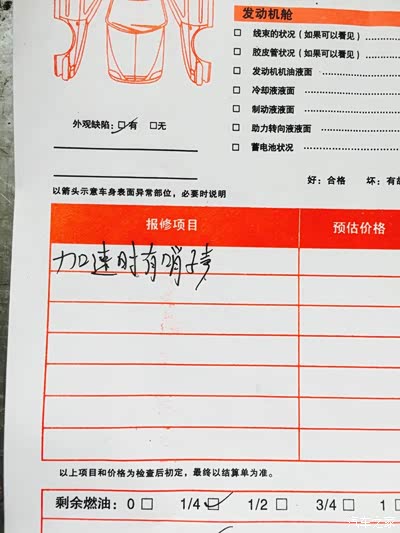 发动机舱
□ 线束的状况（如果可以看见）
□ 胶皮管状况（如果可以看见）
□ 发动机机油液面
□ 冷却液液面
□ 制动液液面
□ 助力转向液液面
□ 蓄电池状况
外观缺陷：□有 □无
好：合格 坏：有故
以箭头示意车身表面异常部位，必要时说明
报修项目 预估价格
加速时有哨子声
以上项目和价格为检查后初定，最终以结算单为准。
剩余燃油：0 □ 1/4 □ 1/2 □ 3/4 □ 1 □